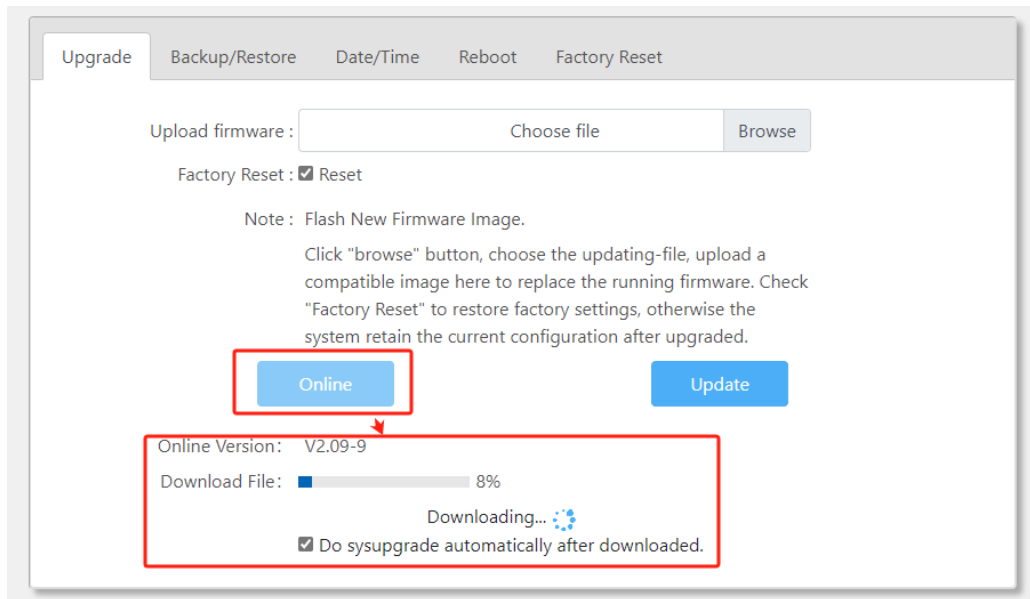 Upgrade Backup/Restore Date/Time Reboot Factory Reset
Upload firmware : Choose file Browse
Factory Reset : Reset
Note : Flash New Firmware Image.
Click "browse" button, choose the updating-file, upload a
compatible image here to replace the running firmware. Check
"Factory Reset" to restore factory settings, otherwise the
system retain the current configuration after upgraded.
Online Update
Online Version: V2.09-9
Download File: 8%
Downloading...
Do sysupgrade automatically after downloaded.